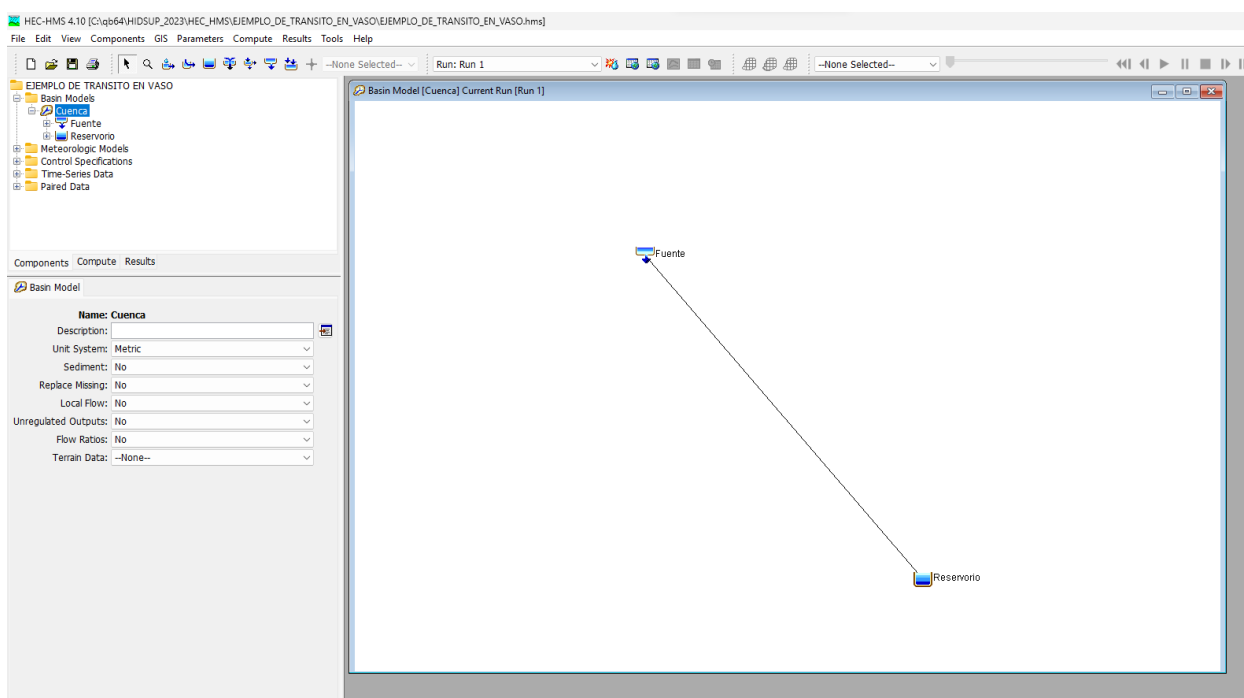 HEC-HMS 4.10 [C:\qb64\HIDSUP_2023\HEC_HMS\EJEMPLO_DE_TRANSITO_EN_VASO\EJEMPLO_DE_TRANSITO_EN_VASO.hms]
File Edit View Components GIS Parameters Compute Results Tools Help
--None Selected-- Run: Run 1 --None Selected--
EJEMPLO DE TRANSITO EN VASO
Basin Models
Cuenca
Fuente
Reservorio
Meteorologic Models
Control Specifications
Time-Series Data
Paired Data
Components Compute Results
Basin Model
Name: Cuenca
Description:
Unit System: Metric
Sediment: No
Replace Missing: No
Local Flow: No
Unregulated Outputs: No
Flow Ratios: No
Terrain Data: --None--
Basin Model [Cuenca] Current Run [Run 1]
Fuente
Reservorio